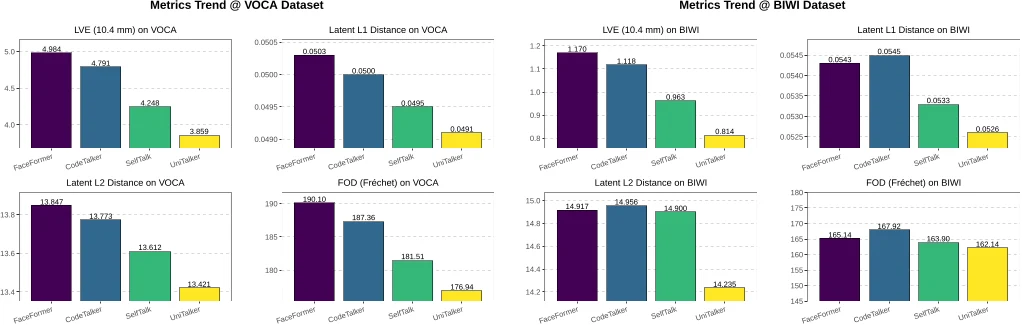 Metrics Trend @ VOCA Dataset
LVE (10.4 mm) on VOCA
5.0
4.5
4.0
4.984
4.791
4.248
3.859
FaceFormer
CodeTalker
SelfTalk
UniTalker
Latent L1 Distance on VOCA
0.0505
0.0500
0.0495
0.0490
0.0503
0.0500
0.0495
0.0491
FaceFormer
CodeTalker
SelfTalk
UniTalker
Latent L2 Distance on VOCA
13.8
13.6
13.4
13.847
13.773
13.612
13.421
FaceFormer
CodeTalker
SelfTalk
UniTalker
FOD (Fréchet) on VOCA
190
185
180
190.10
187.36
181.51
176.94
FaceFormer
CodeTalker
SelfTalk
UniTalker
Metrics Trend @ BIWI Dataset
LVE (10.4 mm) on BIWI
1.2
1.1
1.0
0.9
0.8
1.170
1.118
0.963
0.814
FaceFormer
CodeTalker
SelfTalk
UniTalker
Latent L1 Distance on BIWI
0.0545
0.0540
0.0535
0.0530
0.0525
0.0543
0.0545
0.0533
0.0526
FaceFormer
CodeTalker
SelfTalk
UniTalker
Latent L2 Distance on BIWI
15.0
14.8
14.6
14.4
14.2
14.917
14.956
14.900
14.235
FaceFormer
CodeTalker
SelfTalk
UniTalker
FOD (Fréchet) on BIWI
180
175
170
165
160
155
150
145
165.14
167.92
163.90
162.14
FaceFormer
CodeTalker
SelfTalk
UniTalker